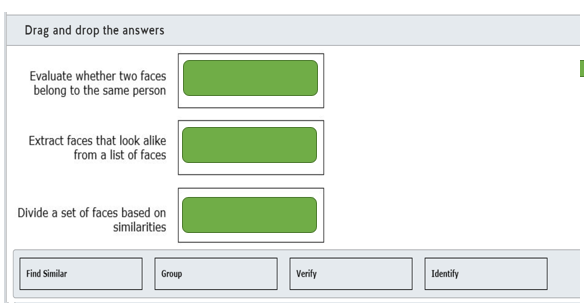 Drag and drop the answers
Evaluate whether two faces
belong to the same person
Extract faces that look alike
from a list of faces
Divide a set of faces based on
similarities
Find Similar
Group
Verify
Identify